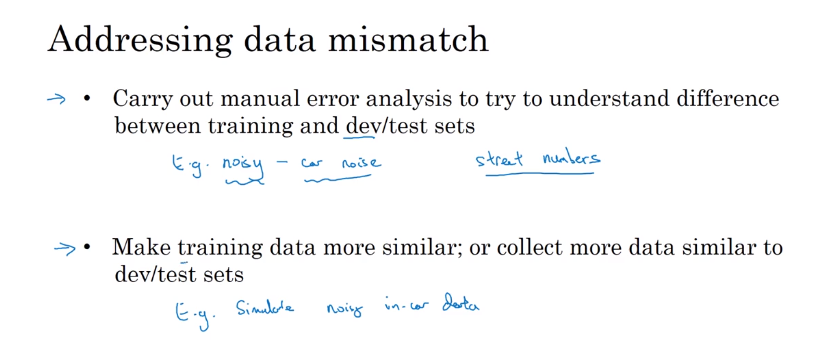 Addressing data mismatch
→ • Carry out manual error analysis to try to understand difference
between training and dev/test sets
E.g. noisy - car noise street numbers
→ • Make training data more similar; or collect more data similar to
dev/test sets
E.g. Simulate noisy in-car data